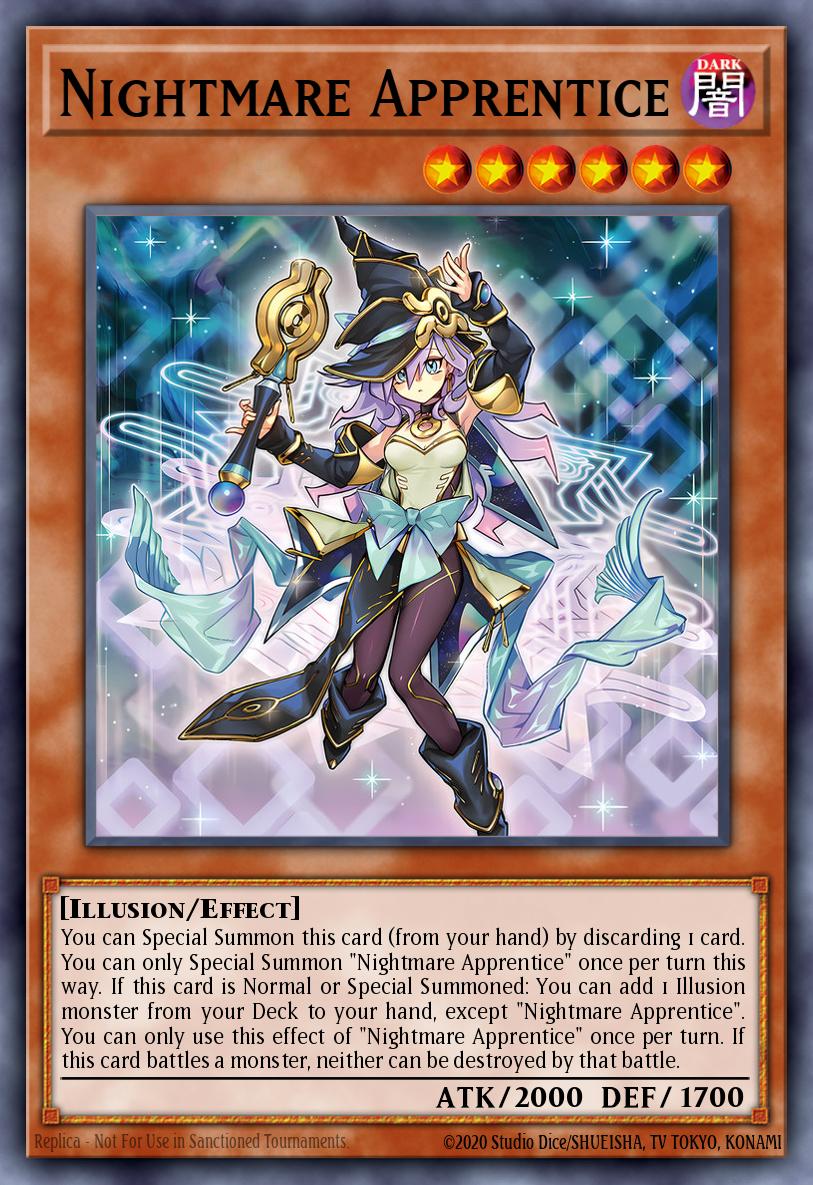 Nightmare Apprentice
DARK
闇
[Illusion/Effect]
You can Special Summon this card (from your hand) by discarding 1 card.
You can only Special Summon "Nightmare Apprentice" once per turn this
way. If this card is Normal or Special Summoned: You can add 1 Illusion
monster from your Deck to your hand, except "Nightmare Apprentice".
You can only use this effect of "Nightmare Apprentice" once per turn. If
this card battles a monster, neither can be destroyed by that battle.
ATK/2000 DEF/1700
Replica - Not For Use in Sanctioned Tournaments.
©2020 Studio Dice/SHUEISHA, TV TOKYO, KONAMI